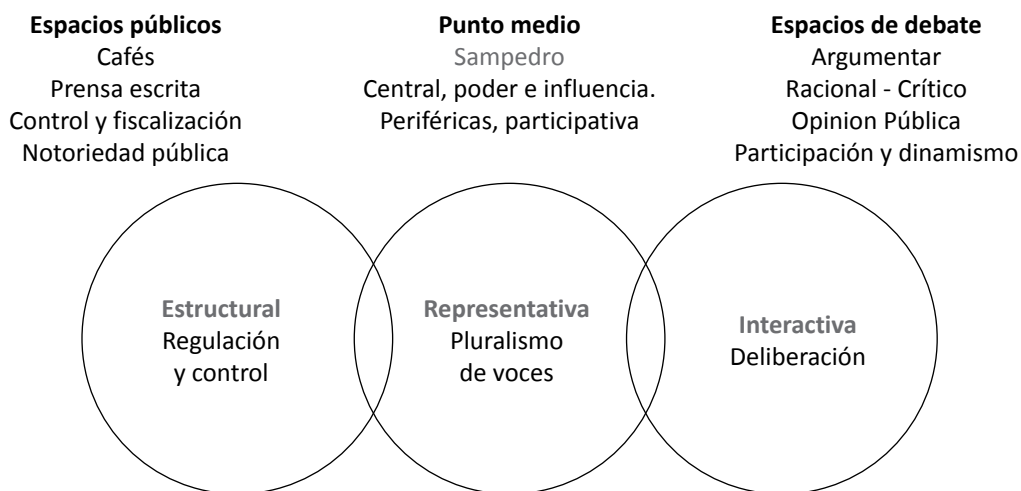 Espacios públicos
Cafés
Prensa escrita
Control y fiscalización
Notoriedad pública
Punto medio
Sampedro
Central, poder e influencia.
Periféricas, participativa
Espacios de debate
Argumentar
Racional - Crítico
Opinion Pública
Participación y dinamismo
Estructural
Regulación
y control
Representativa
Pluralismo
de voces
Interactiva
Deliberación